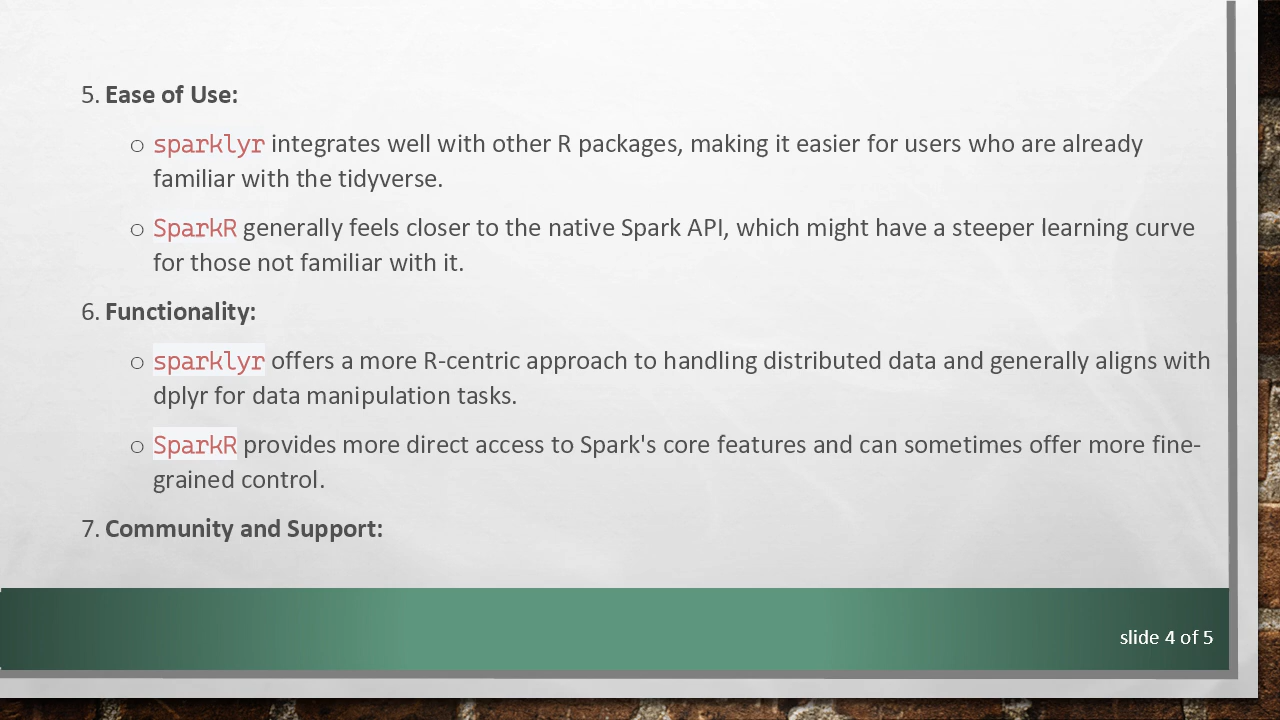 5. Ease of Use:
○ sparklyr integrates well with other R packages, making it easier for users who are already
familiar with the tidyverse.
○ SparkR generally feels closer to the native Spark API, which might have a steeper learning curve
for those not familiar with it.
6. Functionality:
○ sparklyr offers a more R-centric approach to handling distributed data and generally aligns with
dplyr for data manipulation tasks.
○ SparkR provides more direct access to Spark's core features and can sometimes offer more fine-
grained control.
7. Community and Support:
slide 4 of 5